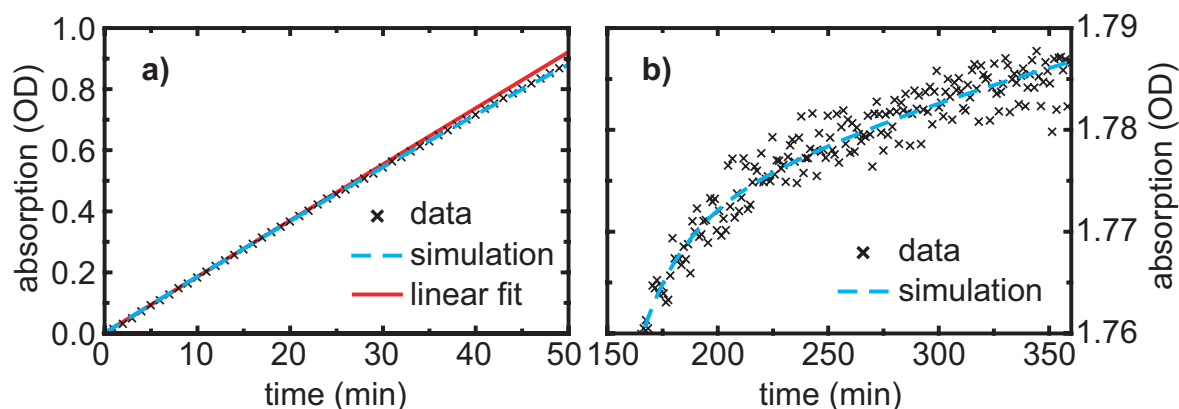 1.0
0.8
0.6
0.4
0.2
0.0
absorption (OD)
a)
data
simulation
linear fit
0 10 20 30 40 50
time (min)
b)
data
simulation
150 200 250 300 350
time (min)
1.79
1.78
1.77
1.76
absorption (OD)